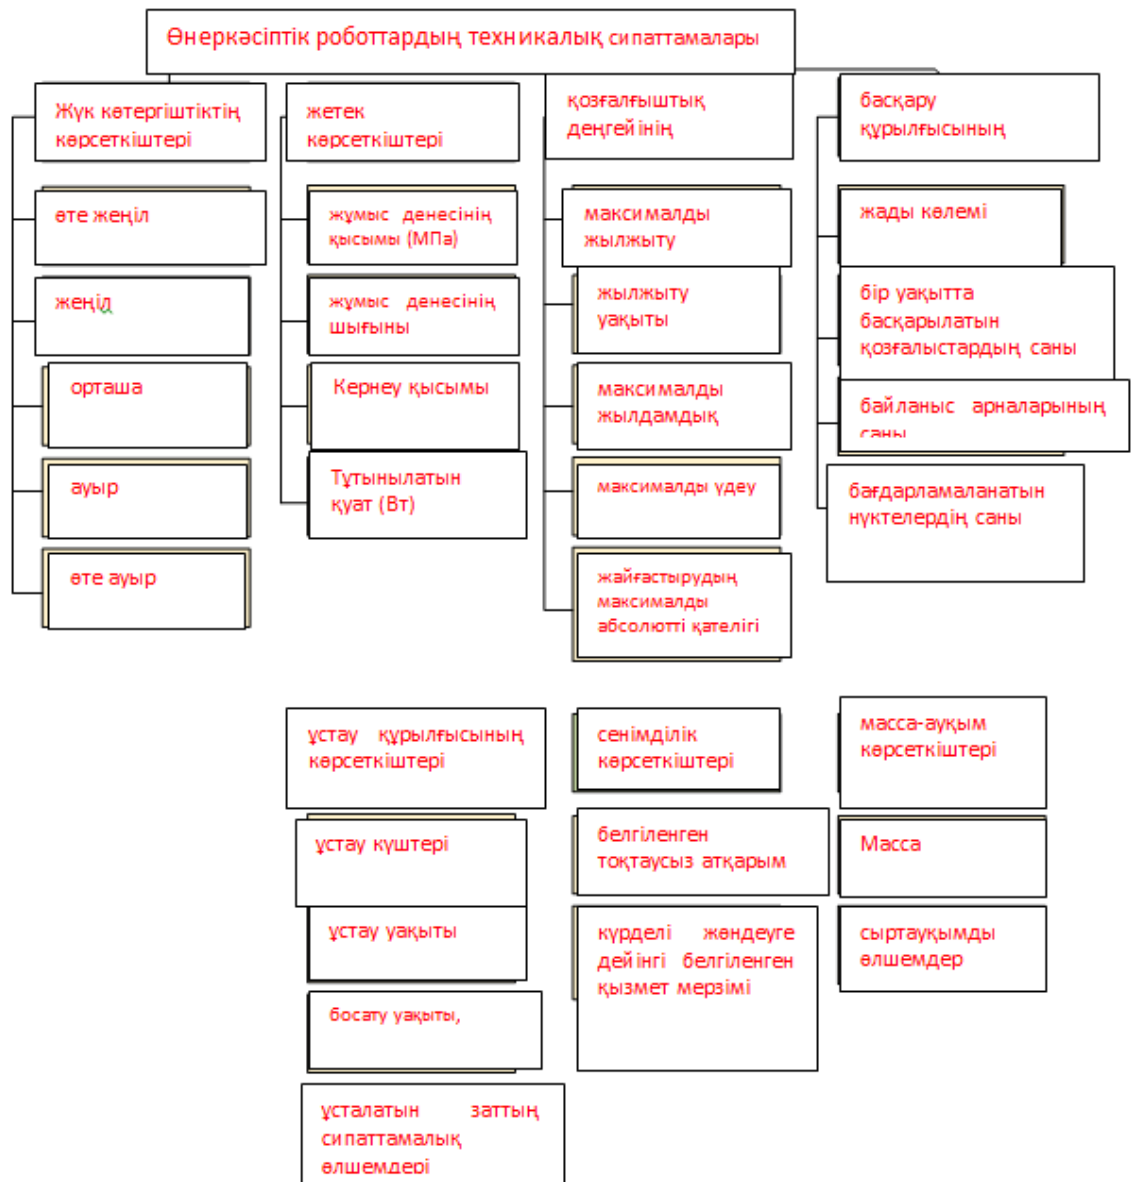 Өнеркәсіптік роботтардың техникалық сипаттамалары
Жүк көтергіштіктің
көрсеткіштері
өте жеңіл
жеңіл
орташа
ауыр
өте ауыр
жетек
көрсеткіштері
жұмыс денесінің
қысымы (МПа)
жұмыс денесінің
шығыны
Кернеу қысымы
Тұтынылатын
қуат (Вт)
қозғалғыштық
деңгейінің
максималды
жылжыту
жылжыту
уақыты
максималды
жылдамдық
максималды үдеу
жайғастырудың
максималды
абсолютті қателігі
басқару
құрылғысының
жады көлемі
бір уақытта
басқарылатын
қозғалыстардың саны
байланыс арналарының
саны
бағдарламаланатын
нүктелердің саны
ұстау құрылғысының
көрсеткіштері
ұстау күштері
ұстау уақыты
босату уақыты,
ұсталатын заттың
сипаттамалық
өлшемдері
сенімділік
көрсеткіштері
белгіленген
тоқтаусыз атқарым
күрделі жөндеуге
дейінгі белгіленген
қызмет мерзімі
масса-ауқым
көрсеткіштері
Масса
сыртауқымды
өлшемдер